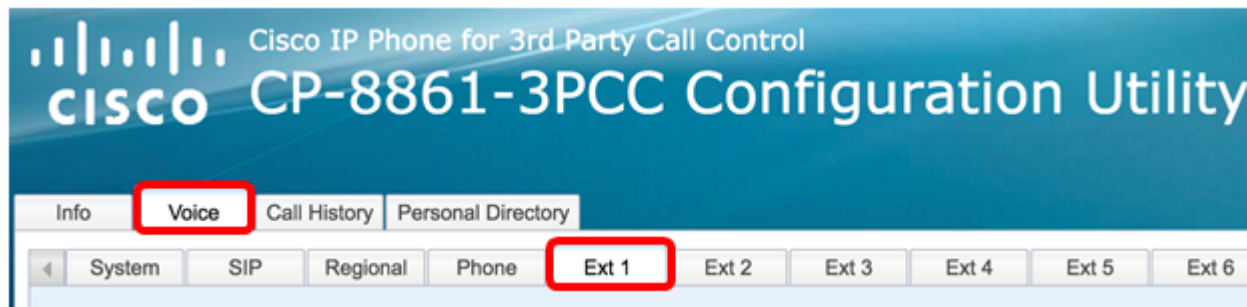 Cisco IP Phone for 3rd Party Call Control
CISCO CP-8861-3PCC Configuration Utility
Info Voice Call History Personal Directory
System SIP Regional Phone Ext 1 Ext 2 Ext 3 Ext 4 Ext 5 Ext 6